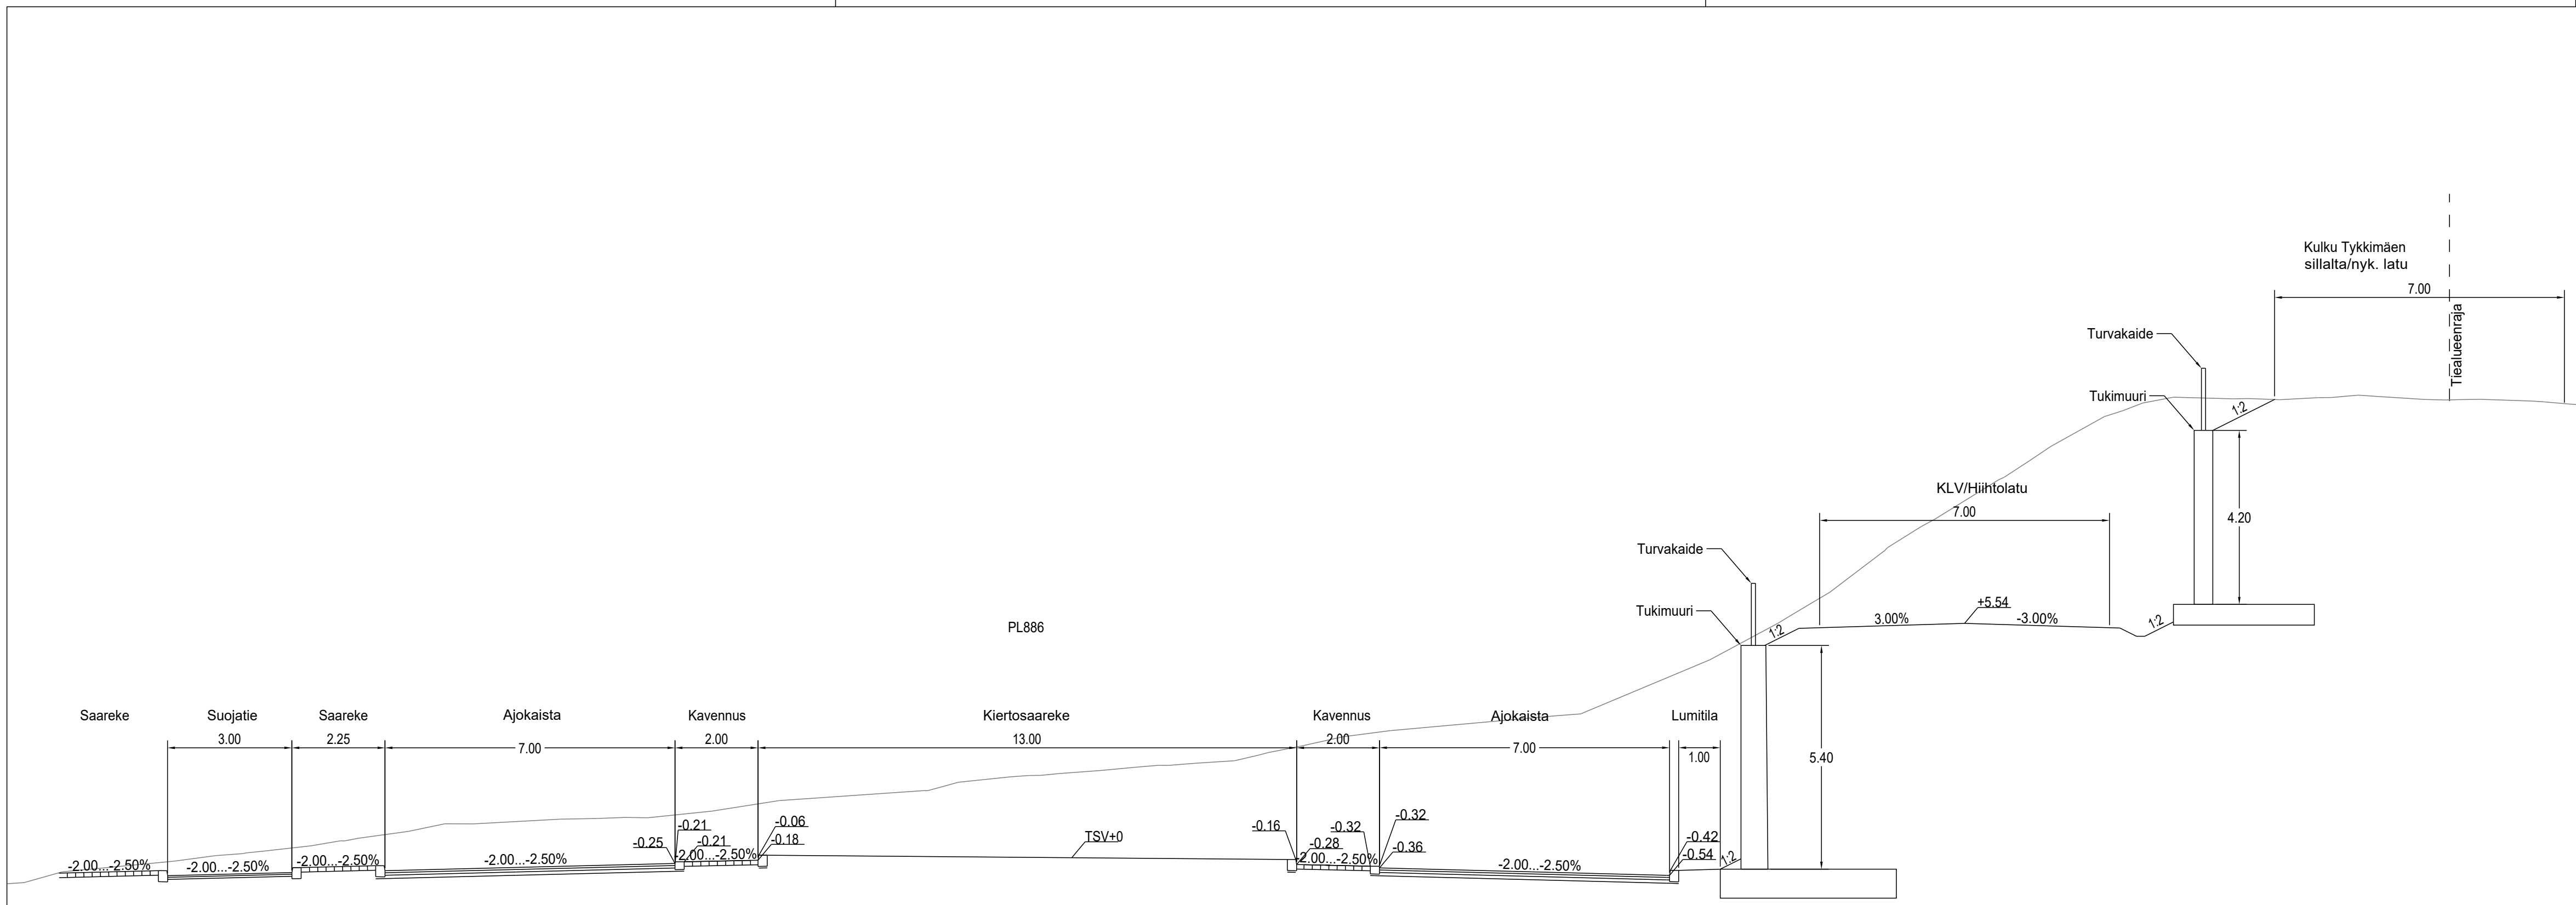 Kulku Tykkimäen
sillalta/nyk. latu
7.00
Tiealueenraja
Turvakaide
Tukimuuri
1:2
4.20
KLV/Hiihtolatu
7.00
Turvakaide
Tukimuuri
1:2
3.00%
+5.54
-3.00%
1:2
5.40
PL886
Saareke
Suojatie
Saareke
Ajokaista
Kavennus
Kiertosaareke
Kavennus
Ajokaista
Lumitila
3.00
2.25
7.00
2.00
13.00
2.00
7.00
1.00
-0.21
-0.06
-0.25
-0.21
-0.18
TSV+0
-0.16
-0.32
-0.32
-0.28
-0.36
-0.42
-0.54
1:2
-2.00...-2.50%
-2.00...-2.50%
-2.00...-2.50%
-2.00...-2.50%
-2.00...-2.50%
-2.00...-2.50%
-2.00...-2.50%